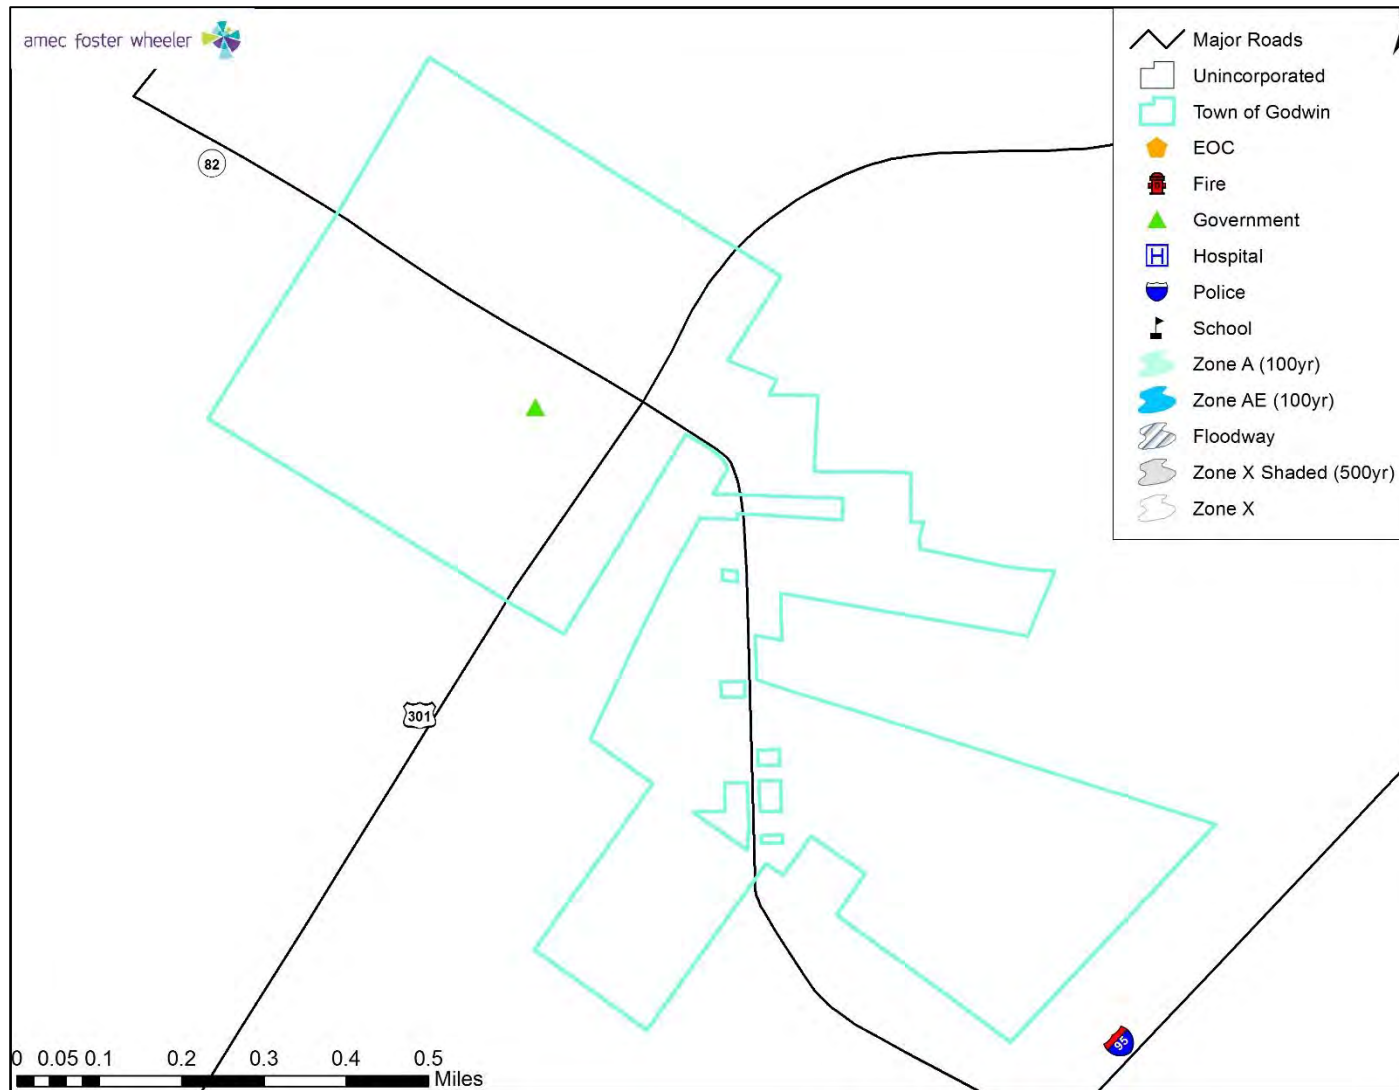 amec foster wheeler
Major Roads
Unincorporated
Town of Godwin
EOC
Fire
Government
H Hospital
Police
School
Zone A (100yr)
Zone AE (100yr)
Floodway
Zone X Shaded (500yr)
Zone X
82
301
95
0 0.05 0.1 0.2 0.3 0.4 0.5
Miles